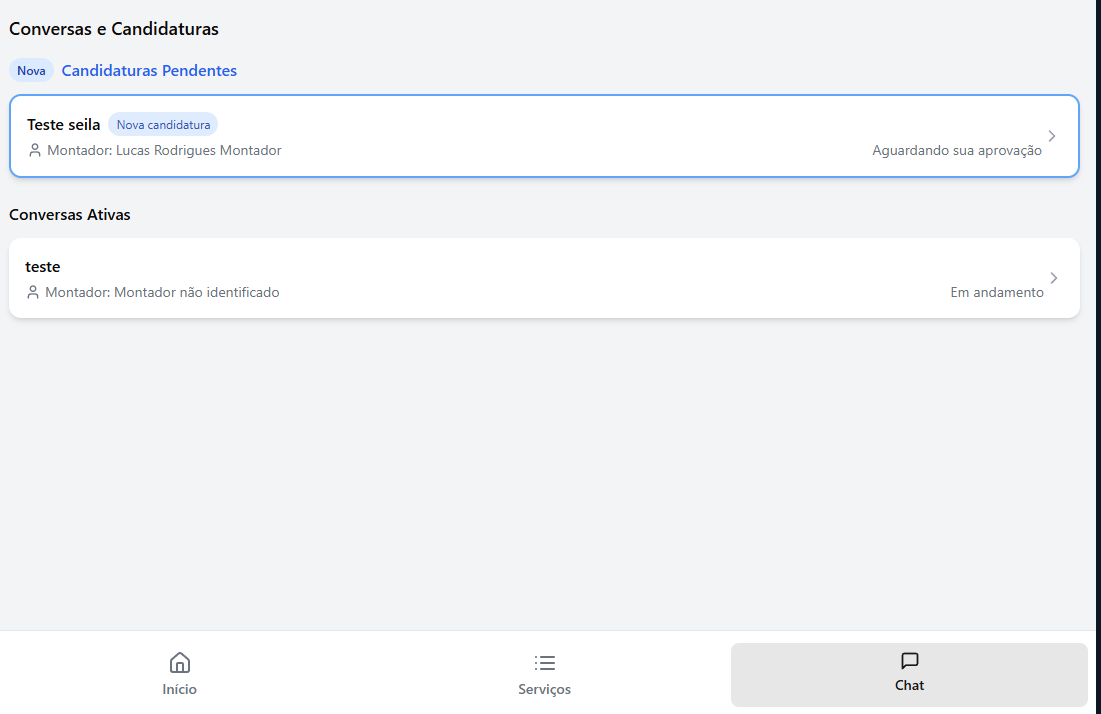 Conversas e Candidaturas
Nova Candidaturas Pendentes
Teste seila Nova candidatura
Montador: Lucas Rodrigues Montador
Aguardando sua aprovação
Conversas Ativas
teste
Montador: Montador não identificado
Em andamento
Início
Serviços
Chat